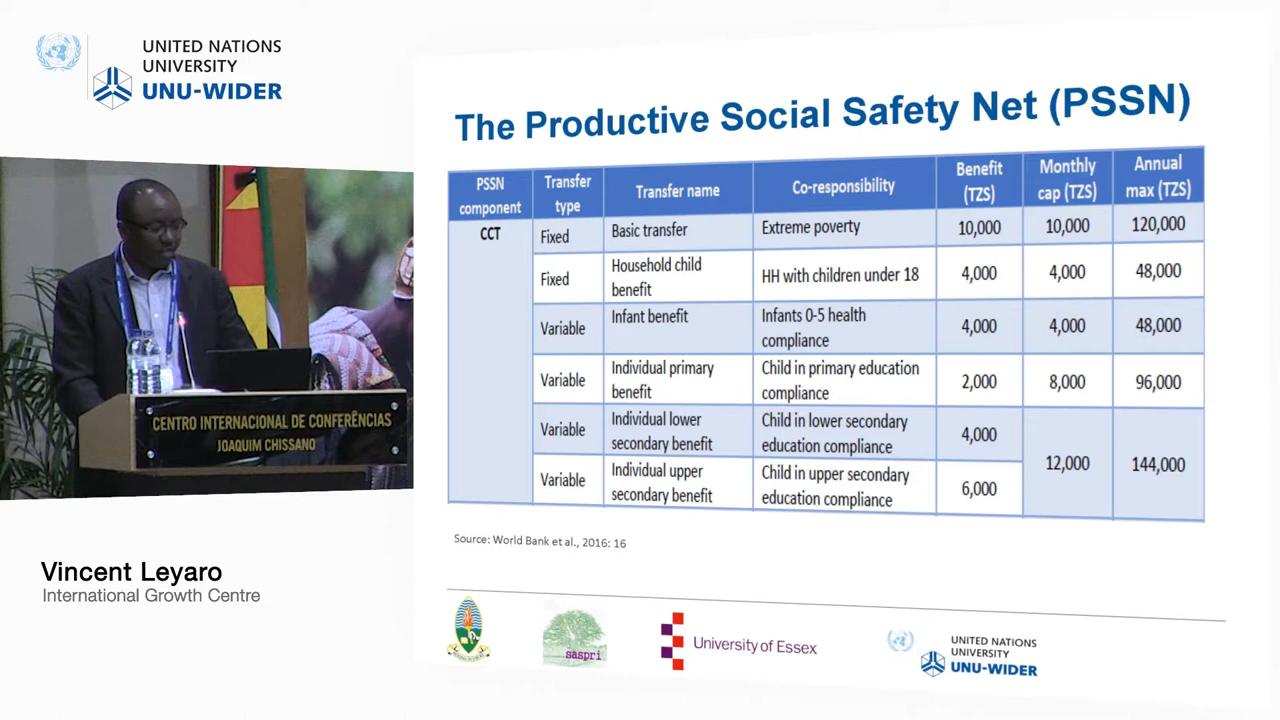 UNITED NATIONS
UNIVERSITY
UNU-WIDER
CENTRO INTERNACIONAL DE CONFERÊNCIAS
JOAQUIM CHISSANO
Vincent Leyaro
International Growth Centre
The Productive Social Safety Net (PSSN)
PSSN component Transfer type Transfer name Co-responsibility Benefit (TZS) Monthly cap (TZS) Annual max (TZS)
CCT Fixed Basic transfer Extreme poverty 10,000 10,000 120,000
Fixed Household child benefit HH with children under 18 4,000 4,000 48,000
Variable Infant benefit Infants 0-5 health compliance 4,000 4,000 48,000
Variable Individual primary benefit Child in primary education compliance 2,000 8,000 96,000
Variable Individual lower secondary benefit Child in lower secondary education compliance 4,000 12,000 144,000
Variable Individual upper secondary benefit Child in upper secondary education compliance 6,000
Source: World Bank et al., 2016: 16
saspri
University of Essex
UNITED NATIONS
UNIVERSITY
UNU-WIDER